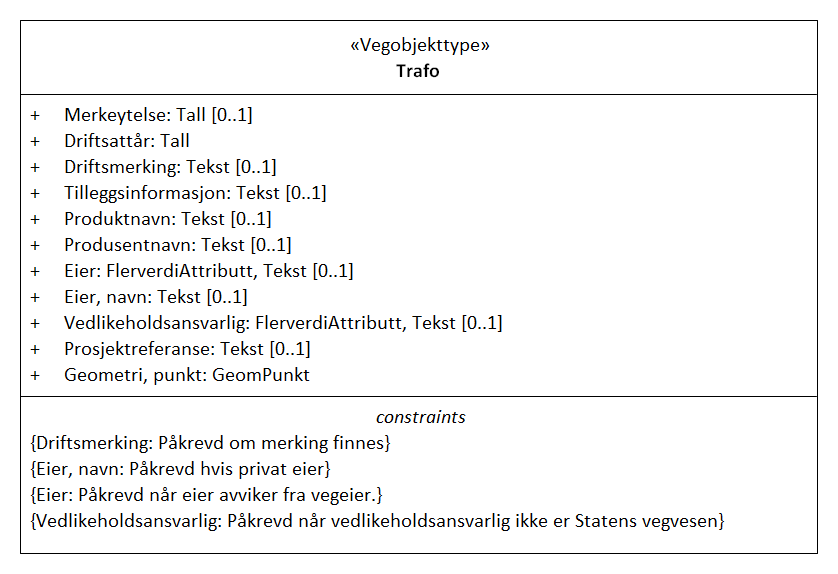 «Vegobjekttype»
Trafo
+ Merkeytelse: Tall [0..1]
+ Driftsattår: Tall
+ Driftsmerking: Tekst [0..1]
+ Tilleggsinformasjon: Tekst [0..1]
+ Produktnavn: Tekst [0..1]
+ Produsentnavn: Tekst [0..1]
+ Eier: FlerverdiAttributt, Tekst [0..1]
+ Eier, navn: Tekst [0..1]
+ Vedlikeholdsansvarlig: FlerverdiAttributt, Tekst [0..1]
+ Prosjektreferanse: Tekst [0..1]
+ Geometri, punkt: GeomPunkt
constraints
{Driftsmerking: Påkrevd om merking finnes}
{Eier, navn: Påkrevd hvis privat eier}
{Eier: Påkrevd når eier avviker fra vegeier.}
{Vedlikeholdsansvarlig: Påkrevd når vedlikeholdsansvarlig ikke er Statens vegvesen}